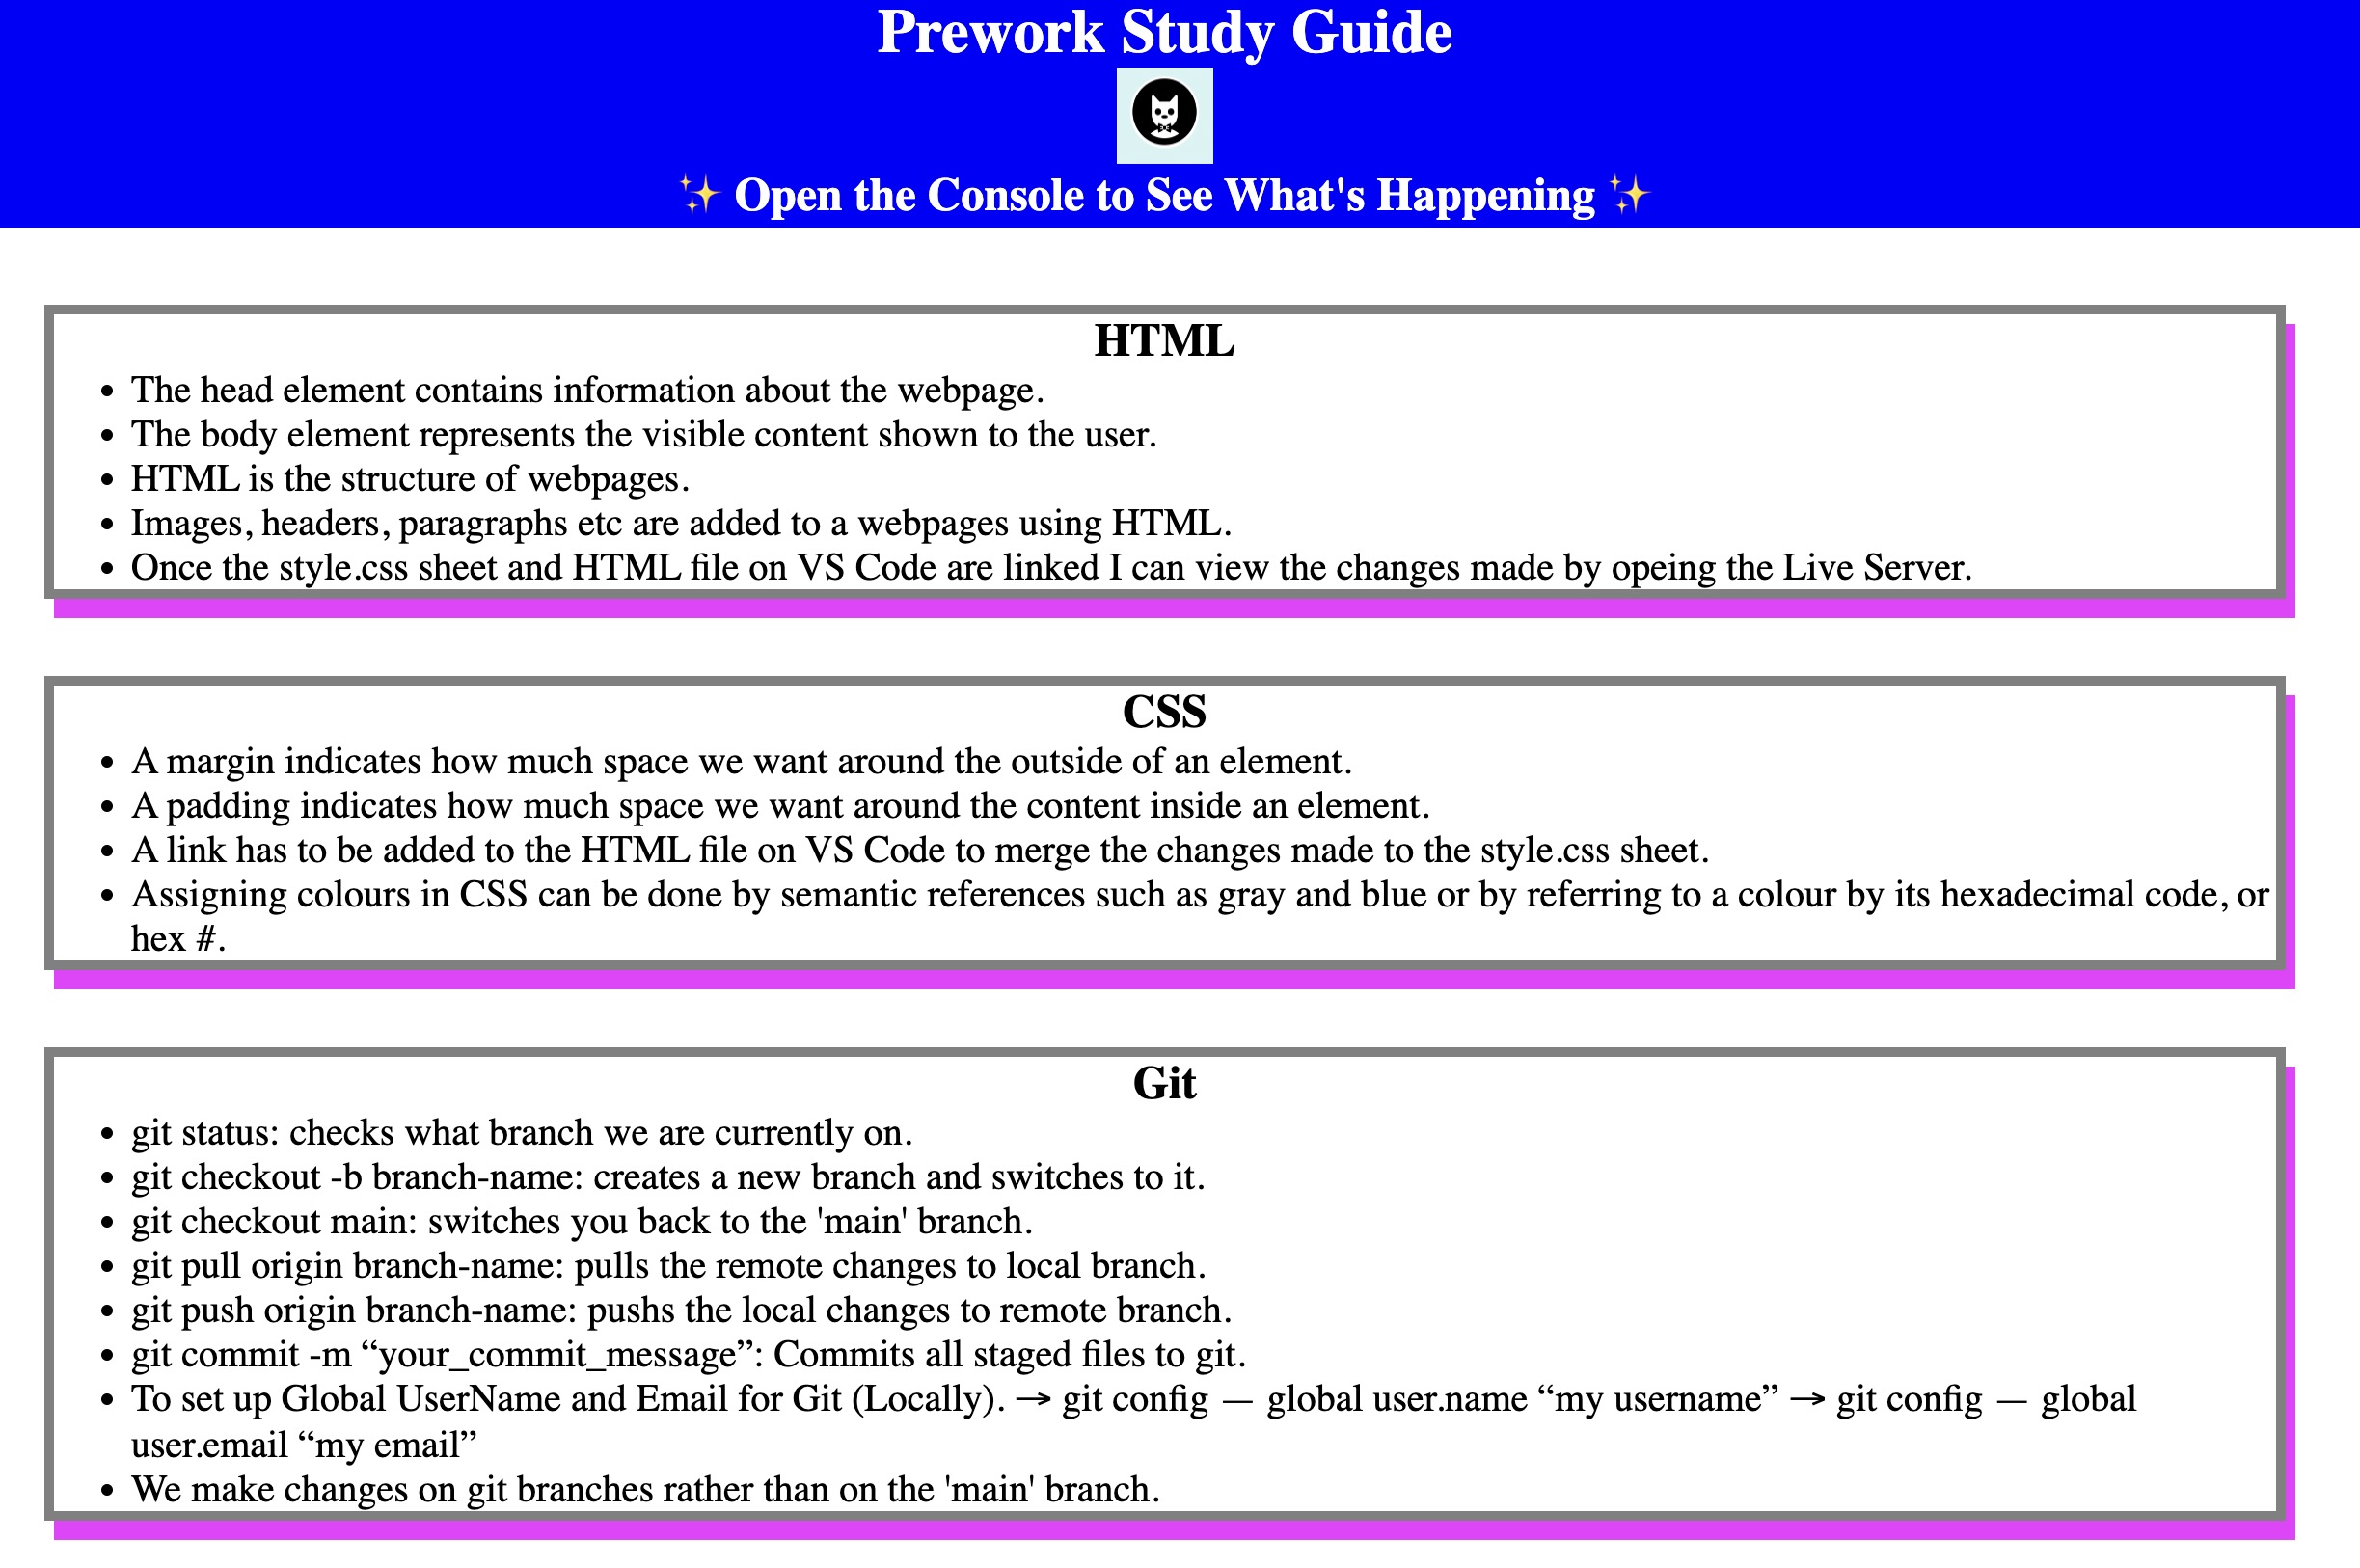 Prework Study Guide
✨ Open the Console to See What's Happening ✨
HTML
• The head element contains information about the webpage.
• The body element represents the visible content shown to the user.
• HTML is the structure of webpages.
• Images, headers, paragraphs etc are added to a webpages using HTML.
• Once the style.css sheet and HTML file on VS Code are linked I can view the changes made by opeing the Live Server.
CSS
• A margin indicates how much space we want around the outside of an element.
• A padding indicates how much space we want around the content inside an element.
• A link has to be added to the HTML file on VS Code to merge the changes made to the style.css sheet.
• Assigning colours in CSS can be done by semantic references such as gray and blue or by referring to a colour by its hexadecimal code, or
hex #.
Git
• git status: checks what branch we are currently on.
• git checkout -b branch-name: creates a new branch and switches to it.
• git checkout main: switches you back to the 'main' branch.
• git pull origin branch-name: pulls the remote changes to local branch.
• git push origin branch-name: pushs the local changes to remote branch.
• git commit -m “your_commit_message”: Commits all staged files to git.
• To set up Global UserName and Email for Git (Locally). → git config — global user.name “my username” → git config — global
user.email “my email”
• We make changes on git branches rather than on the 'main' branch.